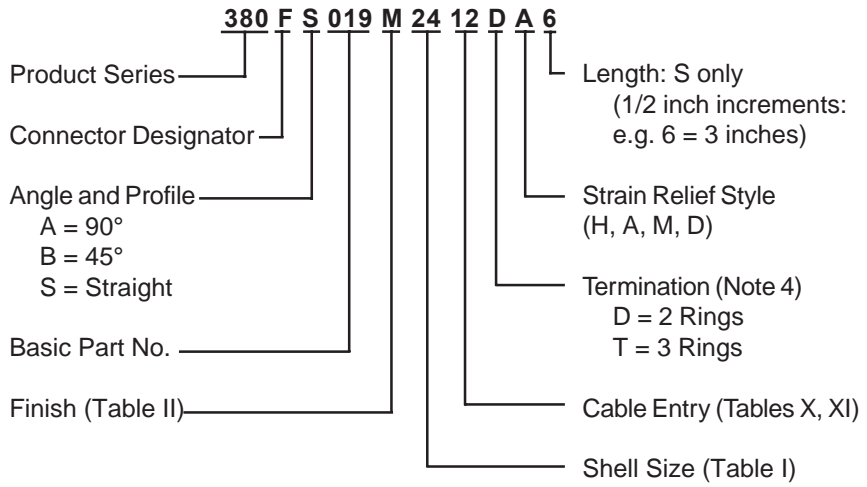 380 F S 019 M 24 12 D A 6
Product Series
Connector Designator
Angle and Profile
A = 90°
B = 45°
S = Straight
Basic Part No.
Finish (Table II)
Length: S only
(1/2 inch increments:
e.g. 6 = 3 inches)
Strain Relief Style
(H, A, M, D)
Termination (Note 4)
D = 2 Rings
T = 3 Rings
Cable Entry (Tables X, XI)
Shell Size (Table I)